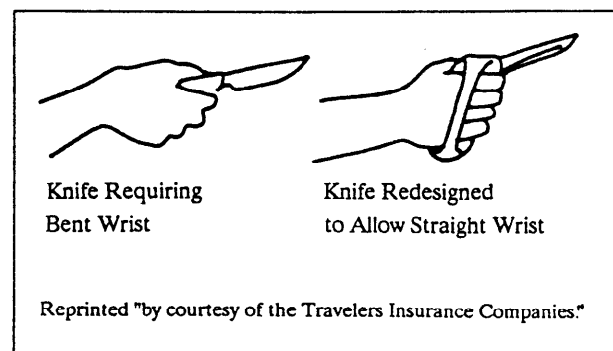 Knife Requiring
Bent Wrist
Knife Redesigned
to Allow Straight Wrist
Reprinted "by courtesy of the Travelers Insurance Companies."